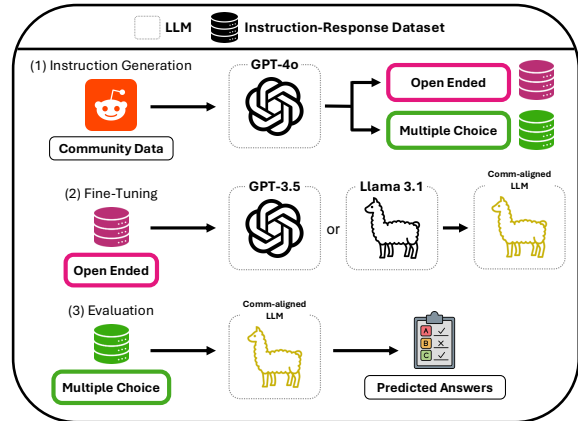 LLM
Instruction-Response Dataset
(1) Instruction Generation
GPT-4o
Open Ended
Multiple Choice
Community Data
(2) Fine-Tuning
GPT-3.5
or
Llama 3.1
Comm-aligned
LLM
Open Ended
(3) Evaluation
Comm-aligned
LLM
A
B
C
Multiple Choice
Predicted Answers